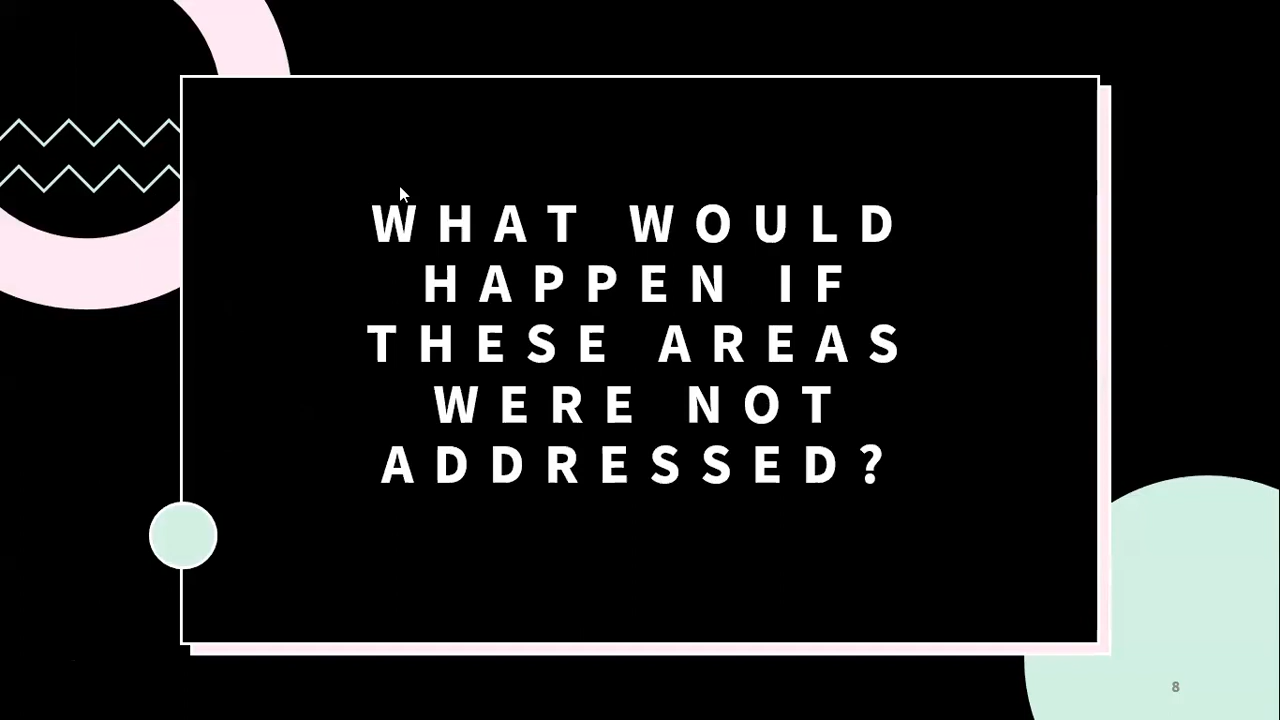 WHAT WOULD
HAPPEN IF
THESE AREAS
WERE NOT
ADDRESSED?
8